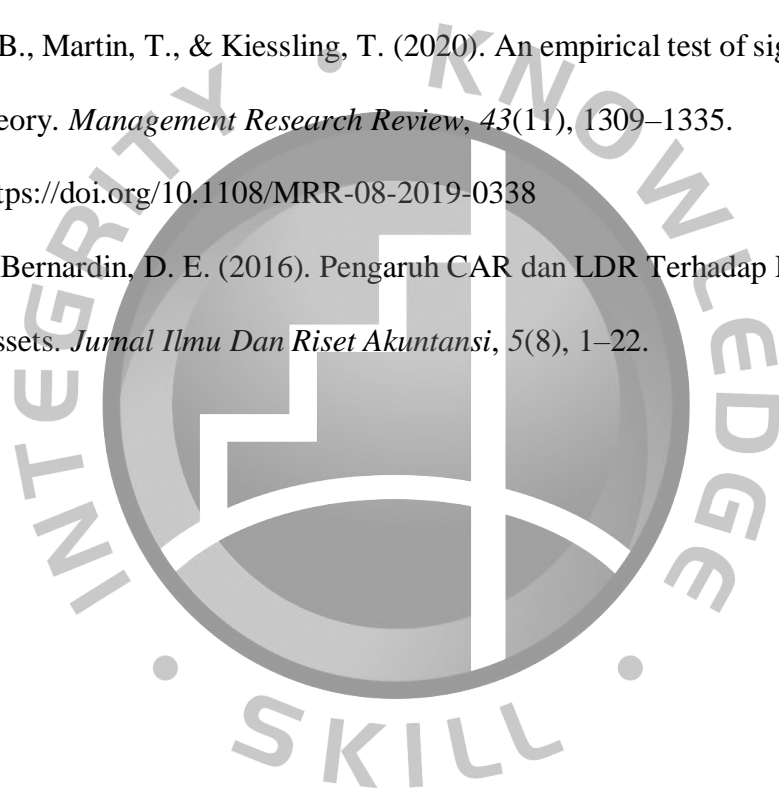 B., Martin, T., & Kiessling, T. (2020). An empirical test of sig
eory. Management Research Review, 43(11), 1309–1335.
tps://doi.org/10.1108/MRR-08-2019-0338
Bernardin, D. E. (2016). Pengaruh CAR dan LDR Terhadap
ssets. Jurnal Ilmu Dan Riset Akuntansi, 5(8), 1–22.
INTEGRITY • KNOWLEDGE • SKILL •